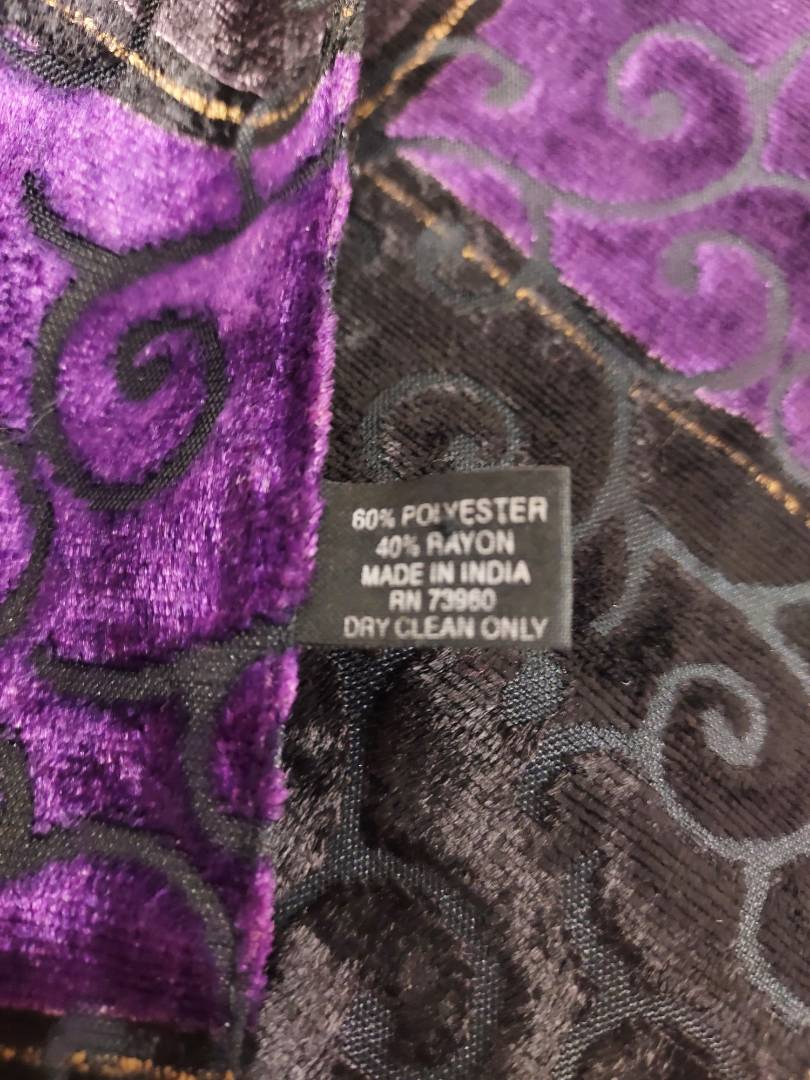 60% POLYESTER
40% RAYON
MADE IN INDIA
RN 73960
DRY CLEAN ONLY